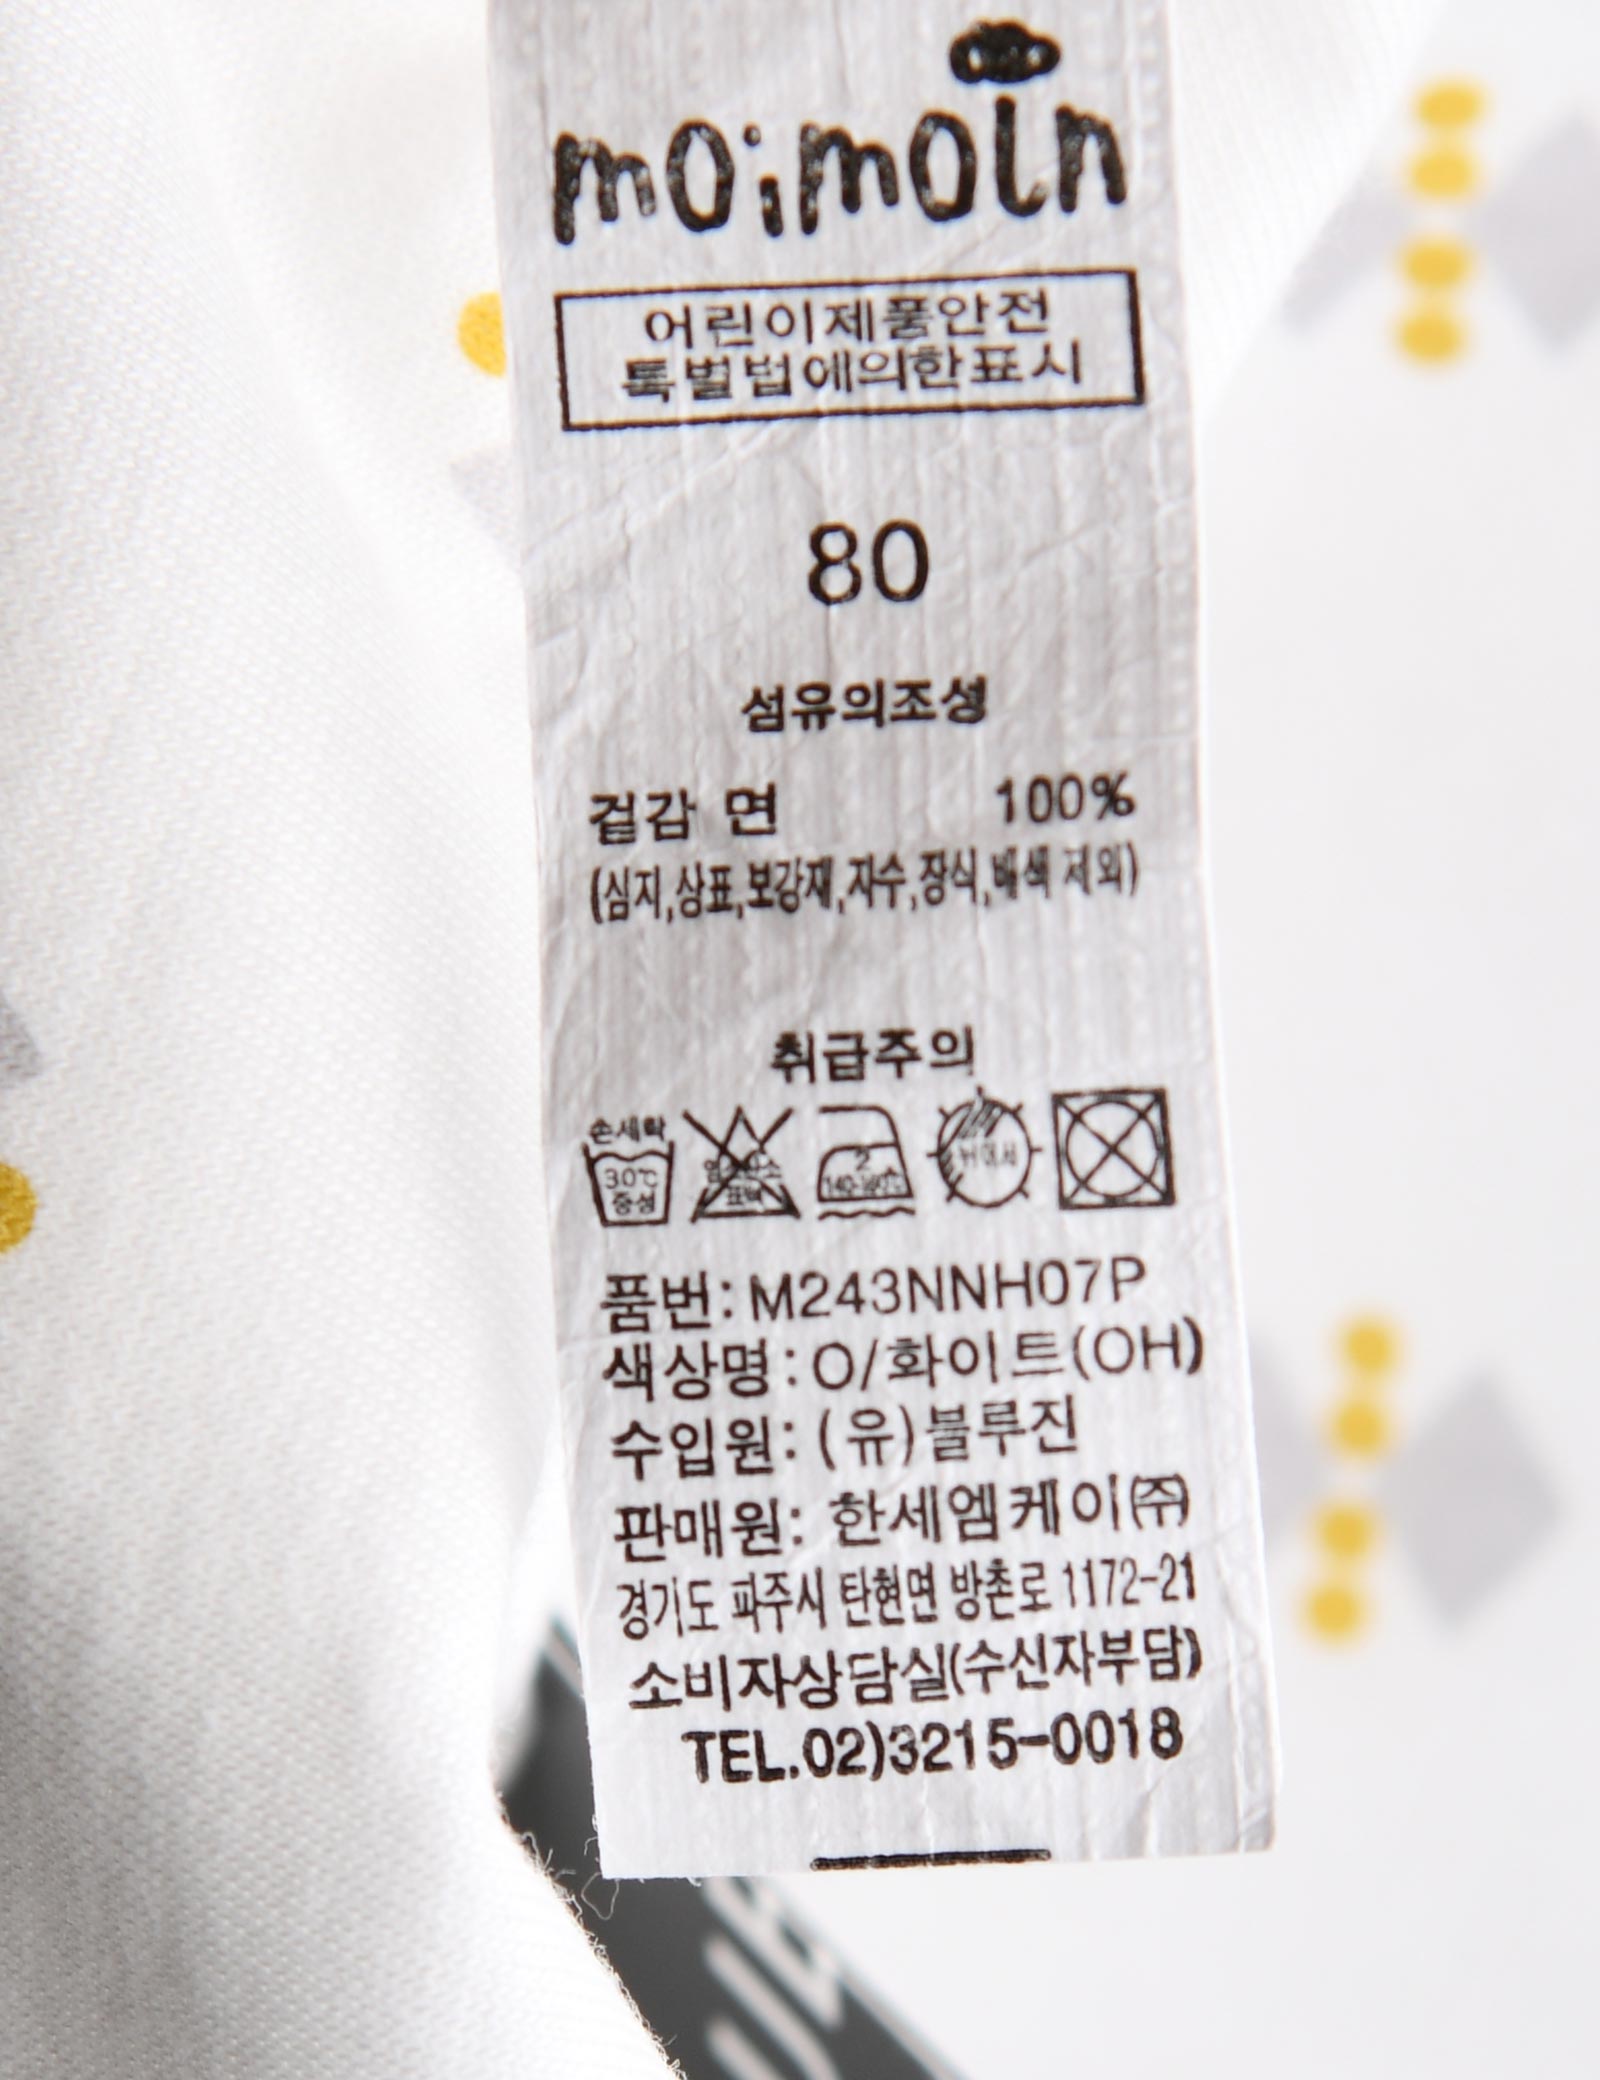 moimoln
어린이제품안전
특별법에의한표시
80
섬유의조성
겉감 면 100%
(심지,상표,보강재,자수,장식,배색 제외)
취급주의
손세탁
30℃
중성
표백
2
140-160℃
품번: M243NNH07P
색상명: O/화이트(OH)
수입원: (유)블루진
판매원: 한세엠케이㈜
경기도 파주시 탄현면 방촌로 1172-21
소비자상담실(수신자부담)
TEL.02)3215-0018